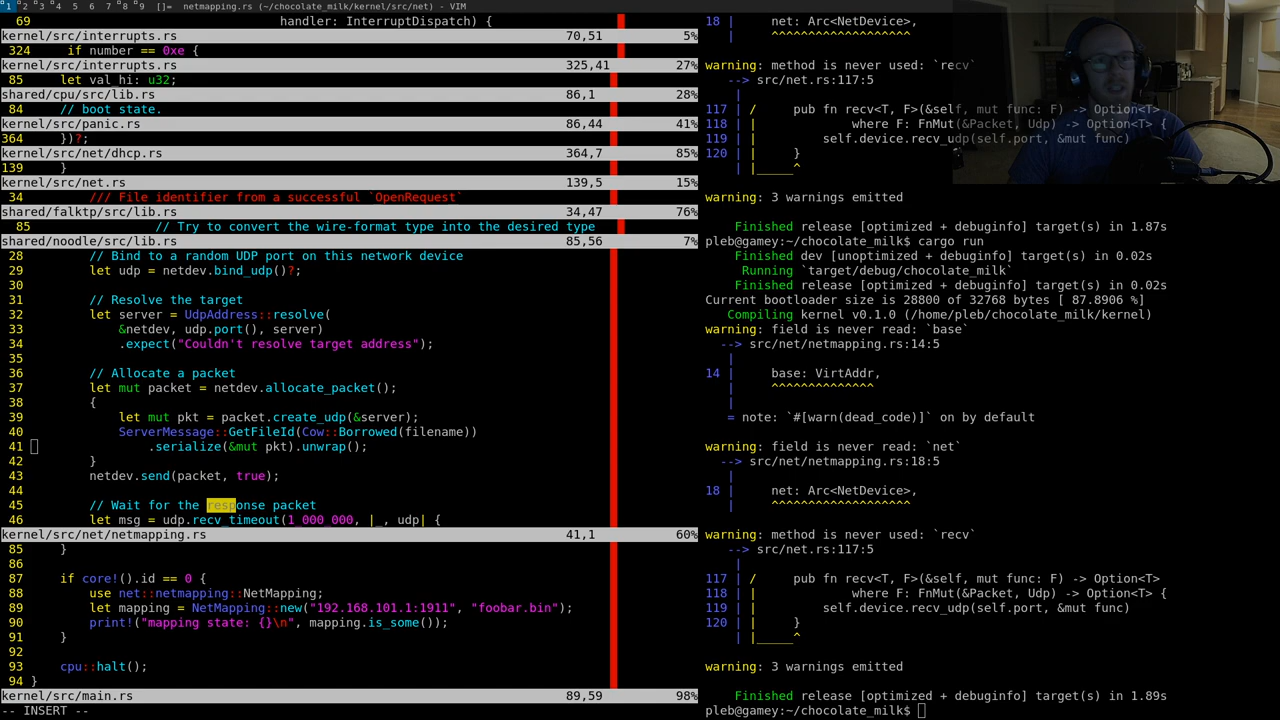 1 2 3 4 5 6 7 8 9 []= netmapping.rs (~/chocolate_milk/kernel/src/net) - VIM
69 handler: InterruptDispatch) {
kernel/src/interrupts.rs 70,51 5%
324 if number == 0xe {
kernel/src/interrupts.rs 325,41 27%
85 let val_hi: u32;
shared/cpu/src/lib.rs 86,1 28%
84 // boot state.
kernel/src/panic.rs 86,44 41%
364 })?;
kernel/src/net/dhcp.rs 364,7 85%
139 }
kernel/src/net.rs 139,5 15%
34 /// File identifier from a successful `OpenRequest`
shared/falktp/src/lib.rs 34,47 76%
85 // Try to convert the wire-format type into the desired type
shared/noodle/src/lib.rs 85,56 7%
28 // Bind to a random UDP port on this network device
29 let udp = netdev.bind_udp()?;
30
31 // Resolve the target
32 let server = UdpAddress::resolve(
33 &netdev, udp.port(), server)
34 .expect("Couldn't resolve target address");
35
36 // Allocate a packet
37 let mut packet = netdev.allocate_packet();
38 {
39 let mut pkt = packet.create_udp(&server);
40 ServerMessage::GetFileId(Cow::Borrowed(filename))
41 .serialize(&mut pkt).unwrap();
42 }
43 netdev.send(packet, true);
44
45 // Wait for the response packet
46 let msg = udp.recv_timeout(1_000_000, |_, udp| {
kernel/src/net/netmapping.rs 41,1 60%
85 }
86
87 if core!().id == 0 {
88 use net::netmapping::NetMapping;
89 let mapping = NetMapping::new("192.168.101.1:1911", "foobar.bin");
90 print!("mapping state: {}\n", mapping.is_some());
91 }
92
93 cpu::halt();
94 }
kernel/src/main.rs 89,59 98%
-- INSERT --
18 | net: Arc<NetDevice>,
| ^^^^^^^^^^^^^^^^^^^
warning: method is never used: `recv`
--> src/net.rs:117:5
|
117 | / pub fn recv<T, F>(&self, mut func: F) -> Option<T>
118 | | where F: FnMut(&Packet, Udp) -> Option<T> {
119 | | self.device.recv_udp(self.port, &mut func)
120 | | }
| |_____^
warning: 3 warnings emitted
Finished release [optimized + debuginfo] target(s) in 1.87s
pleb@gamey:~/chocolate_milk$ cargo run
Finished dev [unoptimized + debuginfo] target(s) in 0.02s
Running `target/debug/chocolate_milk`
Finished release [optimized + debuginfo] target(s) in 0.02s
Current bootloader size is 28800 of 32768 bytes [ 87.8906 %]
Compiling kernel v0.1.0 (/home/pleb/chocolate_milk/kernel)
warning: field is never read: `base`
--> src/net/netmapping.rs:14:5
|
14 | base: VirtAddr,
| ^^^^^^^^^^^^^^
|
= note: `#[warn(dead_code)]` on by default
warning: field is never read: `net`
--> src/net/netmapping.rs:18:5
|
18 | net: Arc<NetDevice>,
| ^^^^^^^^^^^^^^^^^^^
warning: method is never used: `recv`
--> src/net.rs:117:5
|
117 | / pub fn recv<T, F>(&self, mut func: F) -> Option<T>
118 | | where F: FnMut(&Packet, Udp) -> Option<T> {
119 | | self.device.recv_udp(self.port, &mut func)
120 | | }
| |_____^
warning: 3 warnings emitted
Finished release [optimized + debuginfo] target(s) in 1.89s
pleb@gamey:~/chocolate_milk$